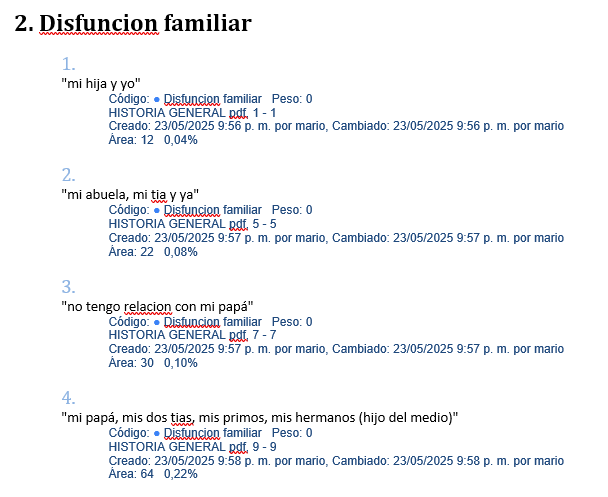 2. Disfuncion familiar
1.
"mi hija y yo"
Código: ● Disfuncion familiar Peso: 0
HISTORIA GENERAL pdf, 1 - 1
Creado: 23/05/2025 9:56 p. m. por mario, Cambiado: 23/05/2025 9:56 p. m. por mario
Área: 12 0,04%
2.
"mi abuela, mi tia y ya"
Código: ● Disfuncion familiar Peso: 0
HISTORIA GENERAL pdf, 5 - 5
Creado: 23/05/2025 9:57 p. m. por mario, Cambiado: 23/05/2025 9:57 p. m. por mario
Área: 22 0,08%
3.
"no tengo relacion con mi papá"
Código: ● Disfuncion familiar Peso: 0
HISTORIA GENERAL pdf, 7 - 7
Creado: 23/05/2025 9:57 p. m. por mario, Cambiado: 23/05/2025 9:57 p. m. por mario
Área: 30 0,10%
4.
"mi papá, mis dos tias, mis primos, mis hermanos (hijo del medio)"
Código: ● Disfuncion familiar Peso: 0
HISTORIA GENERAL pdf, 9 - 9
Creado: 23/05/2025 9:58 p. m. por mario, Cambiado: 23/05/2025 9:58 p. m. por mario
Área: 64 0,22%